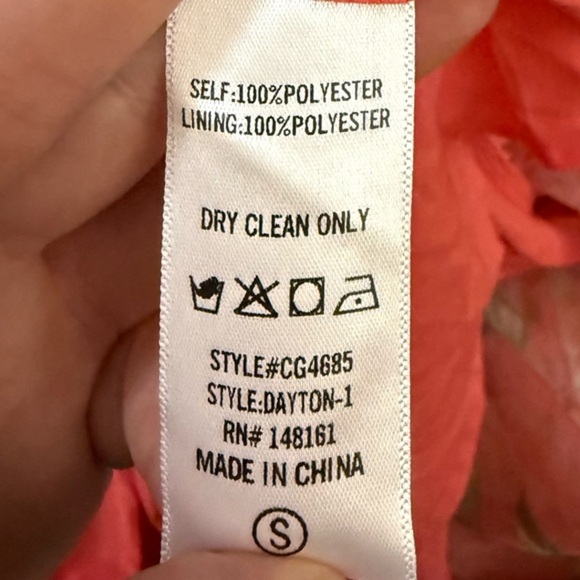 SELF:100%POLYESTER
LINING:100%POLYESTER
DRY CLEAN ONLY
STYLE#CG4685
STYLE:DAYTON-1
RN# 148161
MADE IN CHINA
S